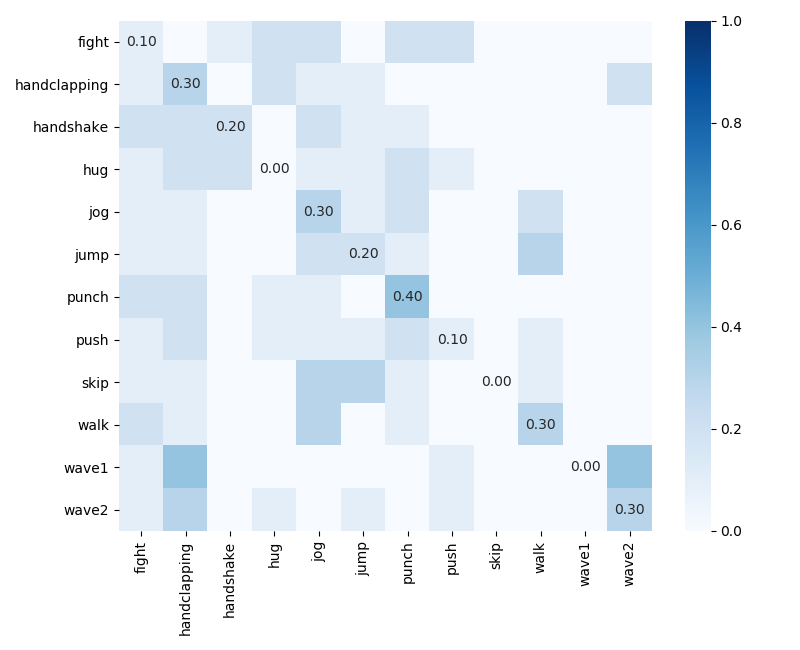 fight 0.10
handclapping 0.30
handshake 0.20
hug 0.00
jog 0.30
jump 0.20
punch 0.40
push 0.10
skip 0.00
walk 0.30
wave1 0.00
wave2 0.30
fight handclapping handshake hug jog jump punch push skip walk wave1 wave2
1.0
0.8
0.6
0.4
0.2
0.0